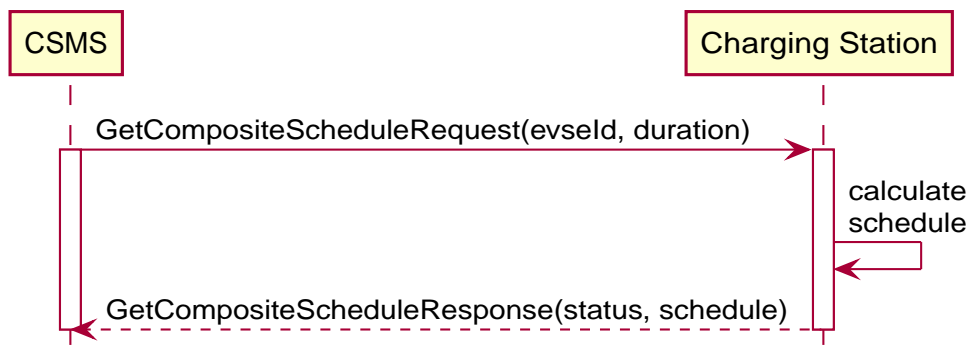 CSMS
Charging Station
GetCompositeScheduleRequest(evseId, duration)
calculate
schedule
GetCompositeScheduleResponse(status, schedule)